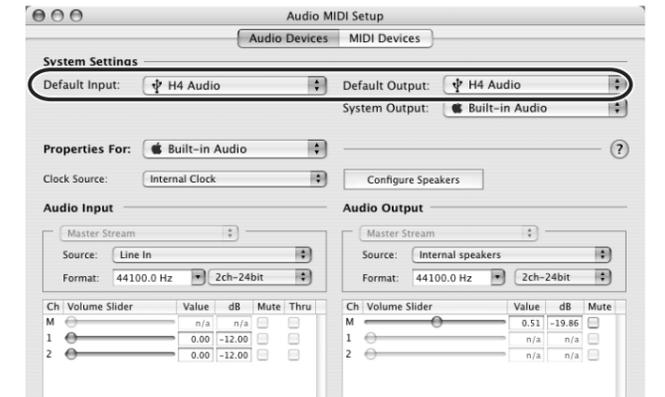 Audio MIDI Setup
Audio Devices MIDI Devices
System Settings
Default Input: H4 Audio Default Output: H4 Audio
System Output: Built-in Audio
Properties For: Built-in Audio ?
Clock Source: Internal Clock Configure Speakers
Audio Input Audio Output
Master Stream Master Stream
Source: Line In Source: Internal speakers
Format: 44100.0 Hz 2ch-24bit Format: 44100.0 Hz 2ch-24bit
Ch Volume Slider Value dB Mute Thru Ch Volume Slider Value dB Mute
M n/a n/a M 0.51 -19.86
1 0.00 -12.00 1 n/a n/a
2 0.00 -12.00 2 n/a n/a